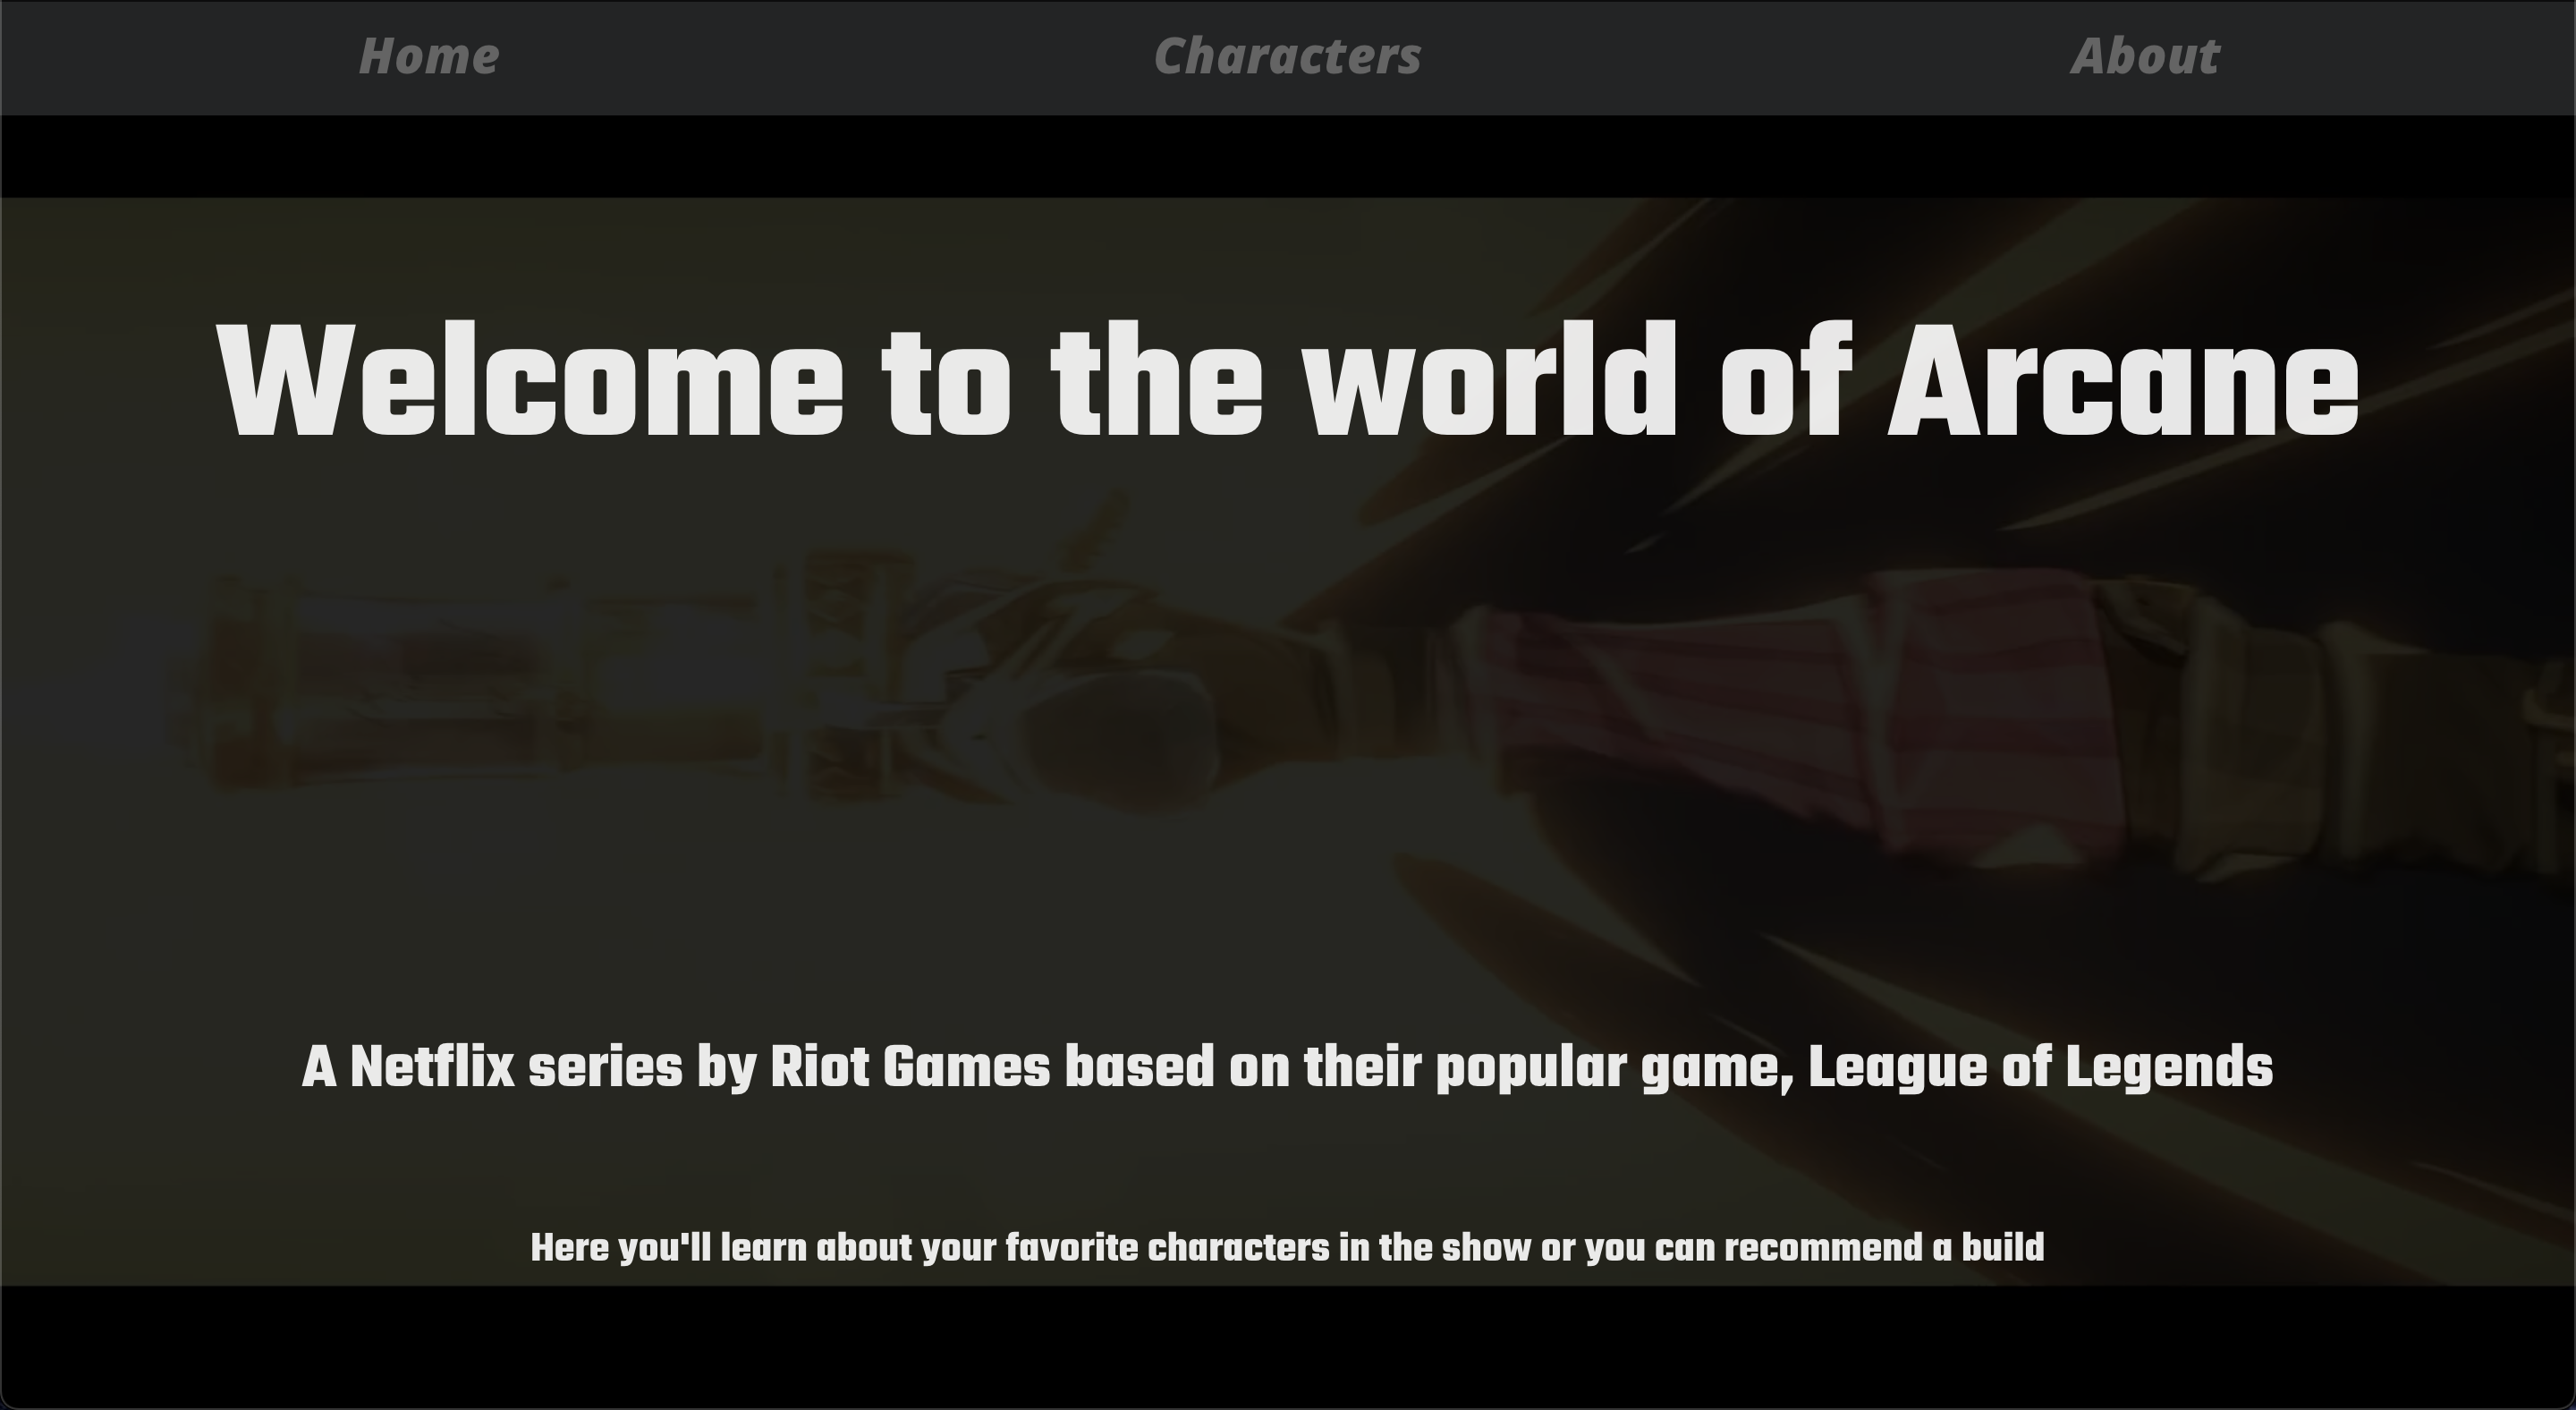 Home Characters About
Welcome to the world of Arcane
A Netflix series by Riot Games based on their popular game, League of Legends
Here you'll learn about your favorite characters in the show or you can recommend a build